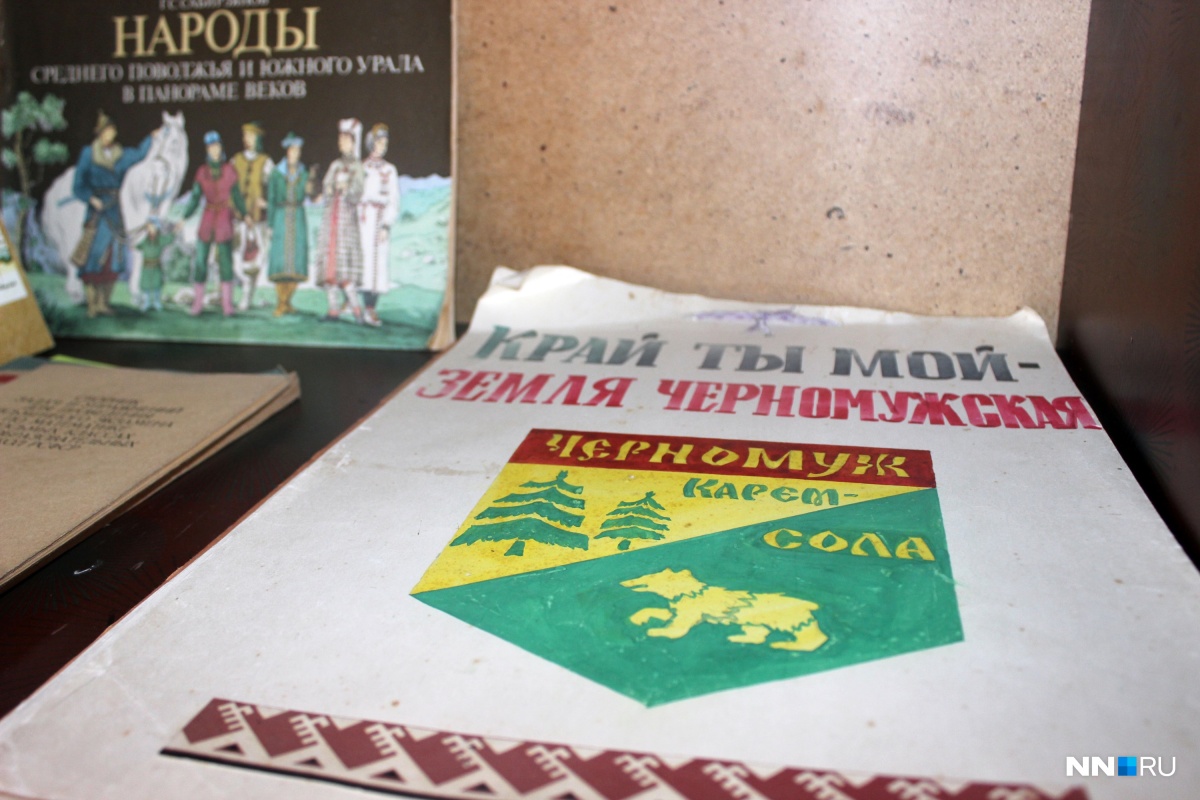 НАРОДЫ
СРЕДНЕГО ПОВОЛЖЬЯ И ЮЖНОГО УРАЛА
В ПАНОРАМЕ ВЕКОВ
КРАЙ ТЫ МОЙ-
ЗЕМЛЯ ЧЕРНОМУЖСКАЯ
ЧЕРНОМУЖ
КАРЕМ-
СОЛА
NN RU